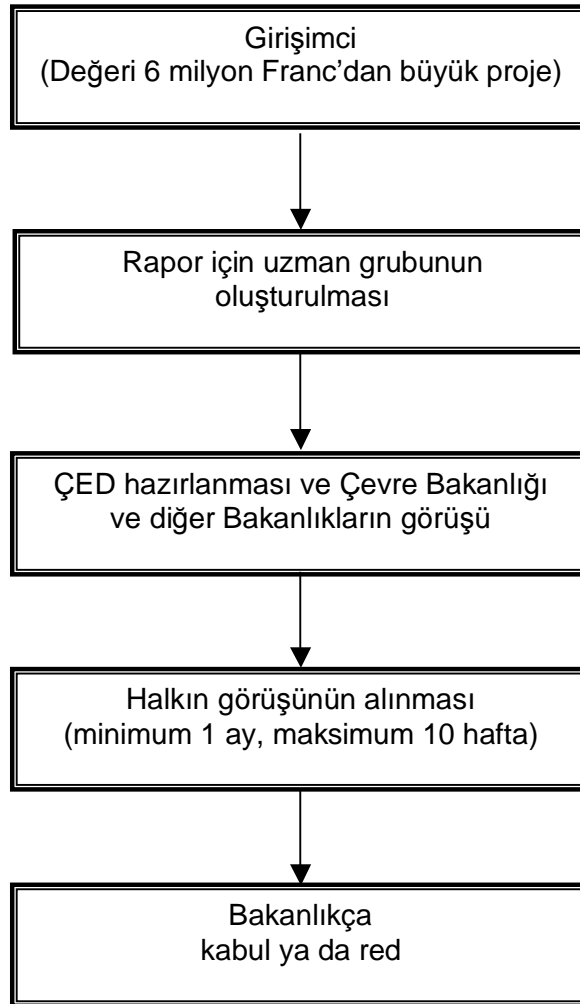 Girişimci
(Değeri 6 milyon Franc’dan büyük proje)
Rapor için uzman grubunun
oluşturulması
ÇED hazırlanması ve Çevre Bakanlığı
ve diğer Bakanlıkların görüşü
Halkın görüşünün alınması
(minimum 1 ay, maksimum 10 hafta)
Bakanlıkça
kabul ya da red